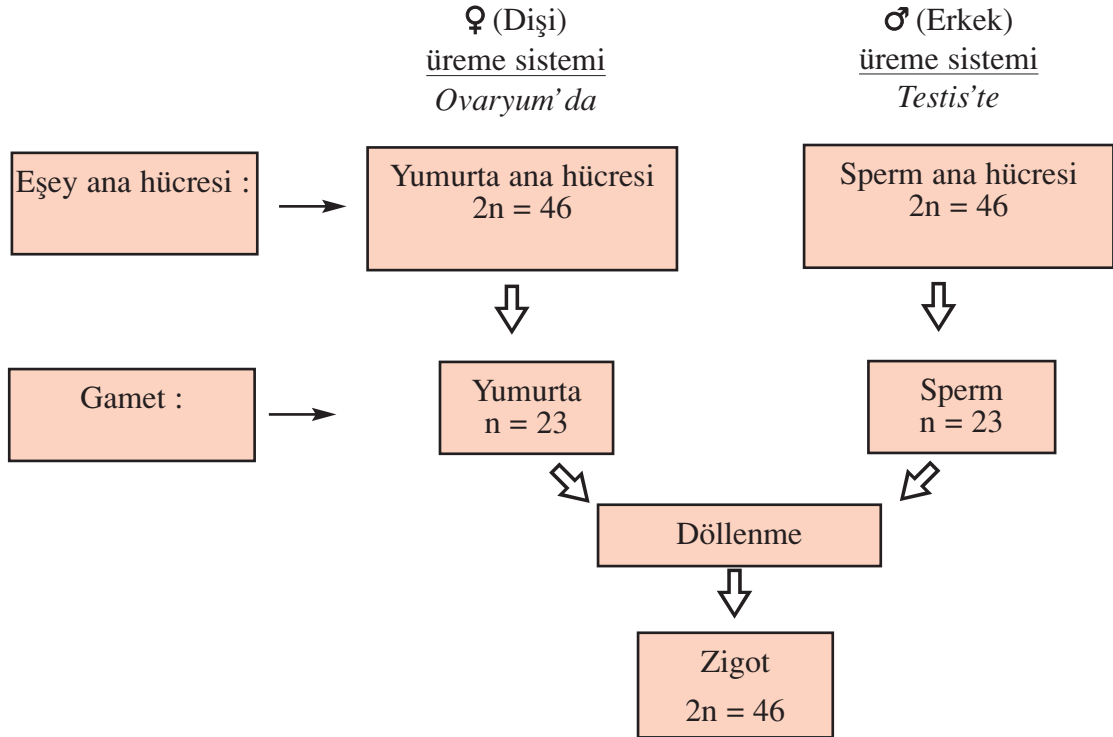 ♀ (Dişi)
üreme sistemi
Ovaryum'da
♂ (Erkek)
üreme sistemi
Testis'te
Eşey ana hücresi :
Yumurta ana hücresi
2n = 46
Sperm ana hücresi
2n = 46
Gamet :
Yumurta
n = 23
Sperm
n = 23
Döllenme
Zigot
2n = 46